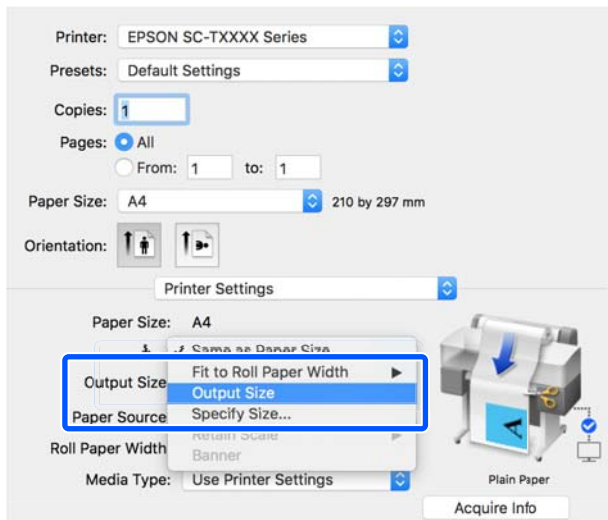 Printer: EPSON SC-TXXXX Series
Presets: Default Settings
Copies: 1
Pages: All
From: 1 to: 1
Paper Size: A4 210 by 297 mm
Orientation:
Printer Settings
Paper Size: A4
Same as Paper Size
Fit to Roll Paper Width
Output Size
Output Size
Paper Source
Specify Size...
Retain Scale
Roll Paper Width
Banner
Media Type: Use Printer Settings
Plain Paper
Acquire Info